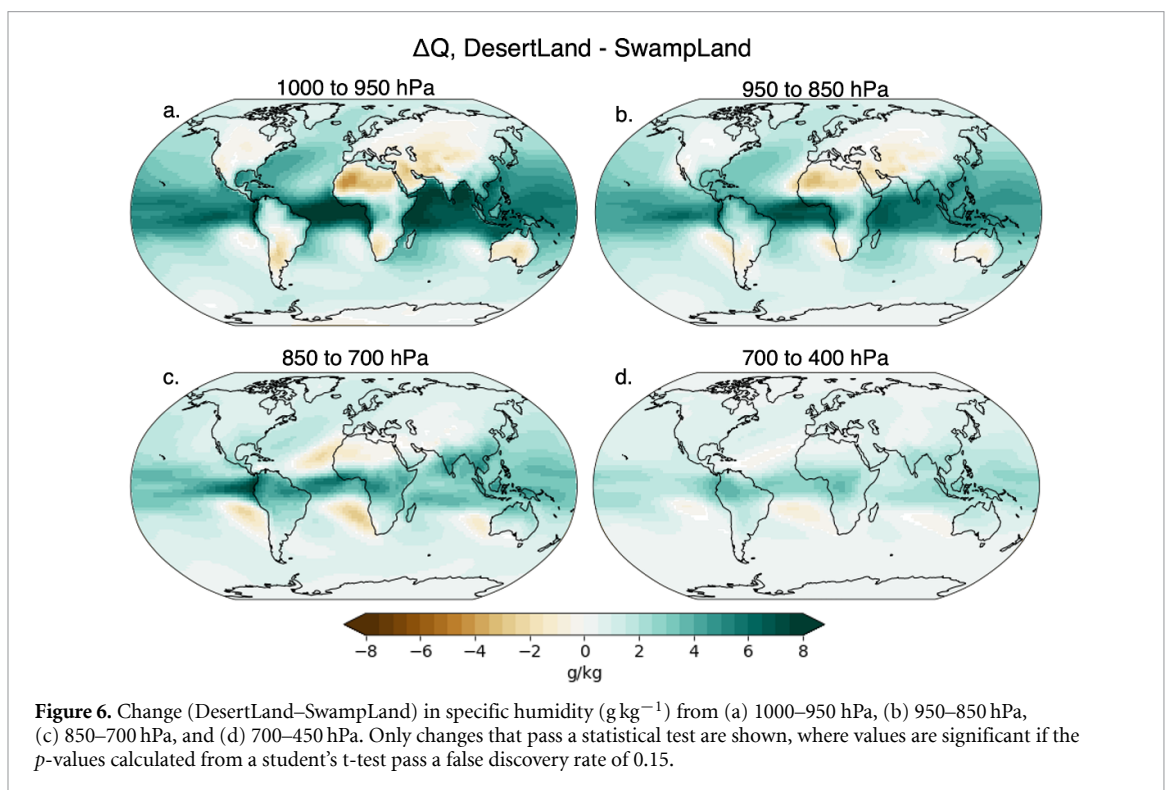 ΔQ, DesertLand - SwampLand
1000 to 950 hPa
950 to 850 hPa
a.
b.
850 to 700 hPa
700 to 400 hPa
c.
d.
−8 −6 −4 −2 0 2 4 6 8
g/kg
Figure 6. Change (DesertLand–SwampLand) in specific humidity (g kg−1) from (a) 1000–950 hPa, (b) 950–850 hPa,
(c) 850–700 hPa, and (d) 700–450 hPa. Only changes that pass a statistical test are shown, where values are significant if the
p-values calculated from a student's t-test pass a false discovery rate of 0.15.